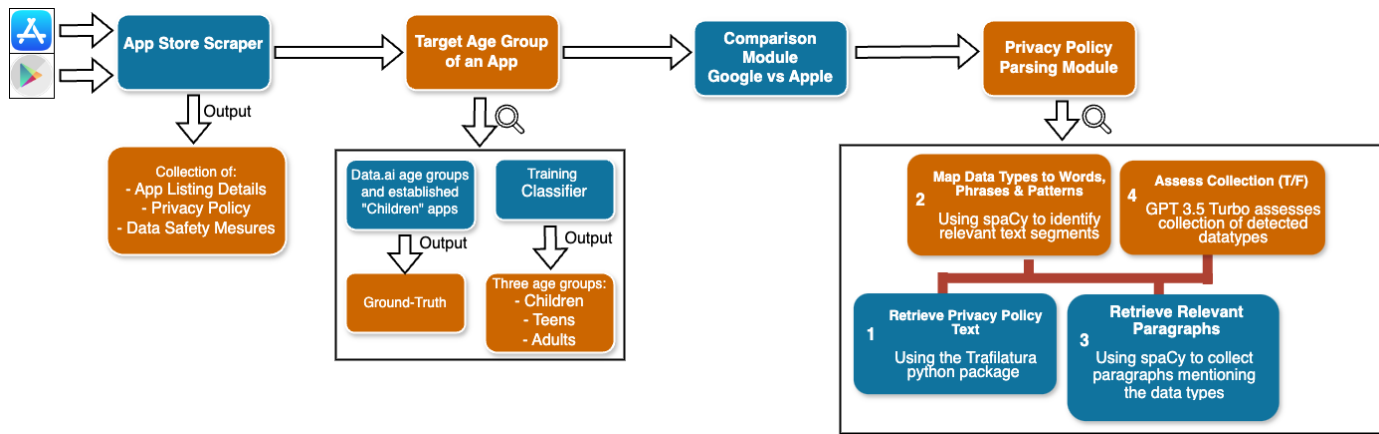 App Store Scraper
Target Age Group
of an App
Comparison
Module
Google vs Apple
Privacy Policy
Parsing Module
Output
Collection of:
- App Listing Details
- Privacy Policy
- Data Safety Mesures
Data.ai age groups
and established
"Children" apps
Training
Classifier
Output
Output
Ground-Truth
Three age groups:
- Children
- Teens
- Adults
1
Retrieve Privacy Policy
Text
Using the Trafilatura
python package
2
Map Data Types to Words,
Phrases & Patterns
Using spaCy to identify
relevant text segments
3
Retrieve Relevant
Paragraphs
Using spaCy to collect
paragraphs mentioning
the data types
4
Assess Collection (T/F)
GPT 3.5 Turbo assesses
collection of detected
datatypes